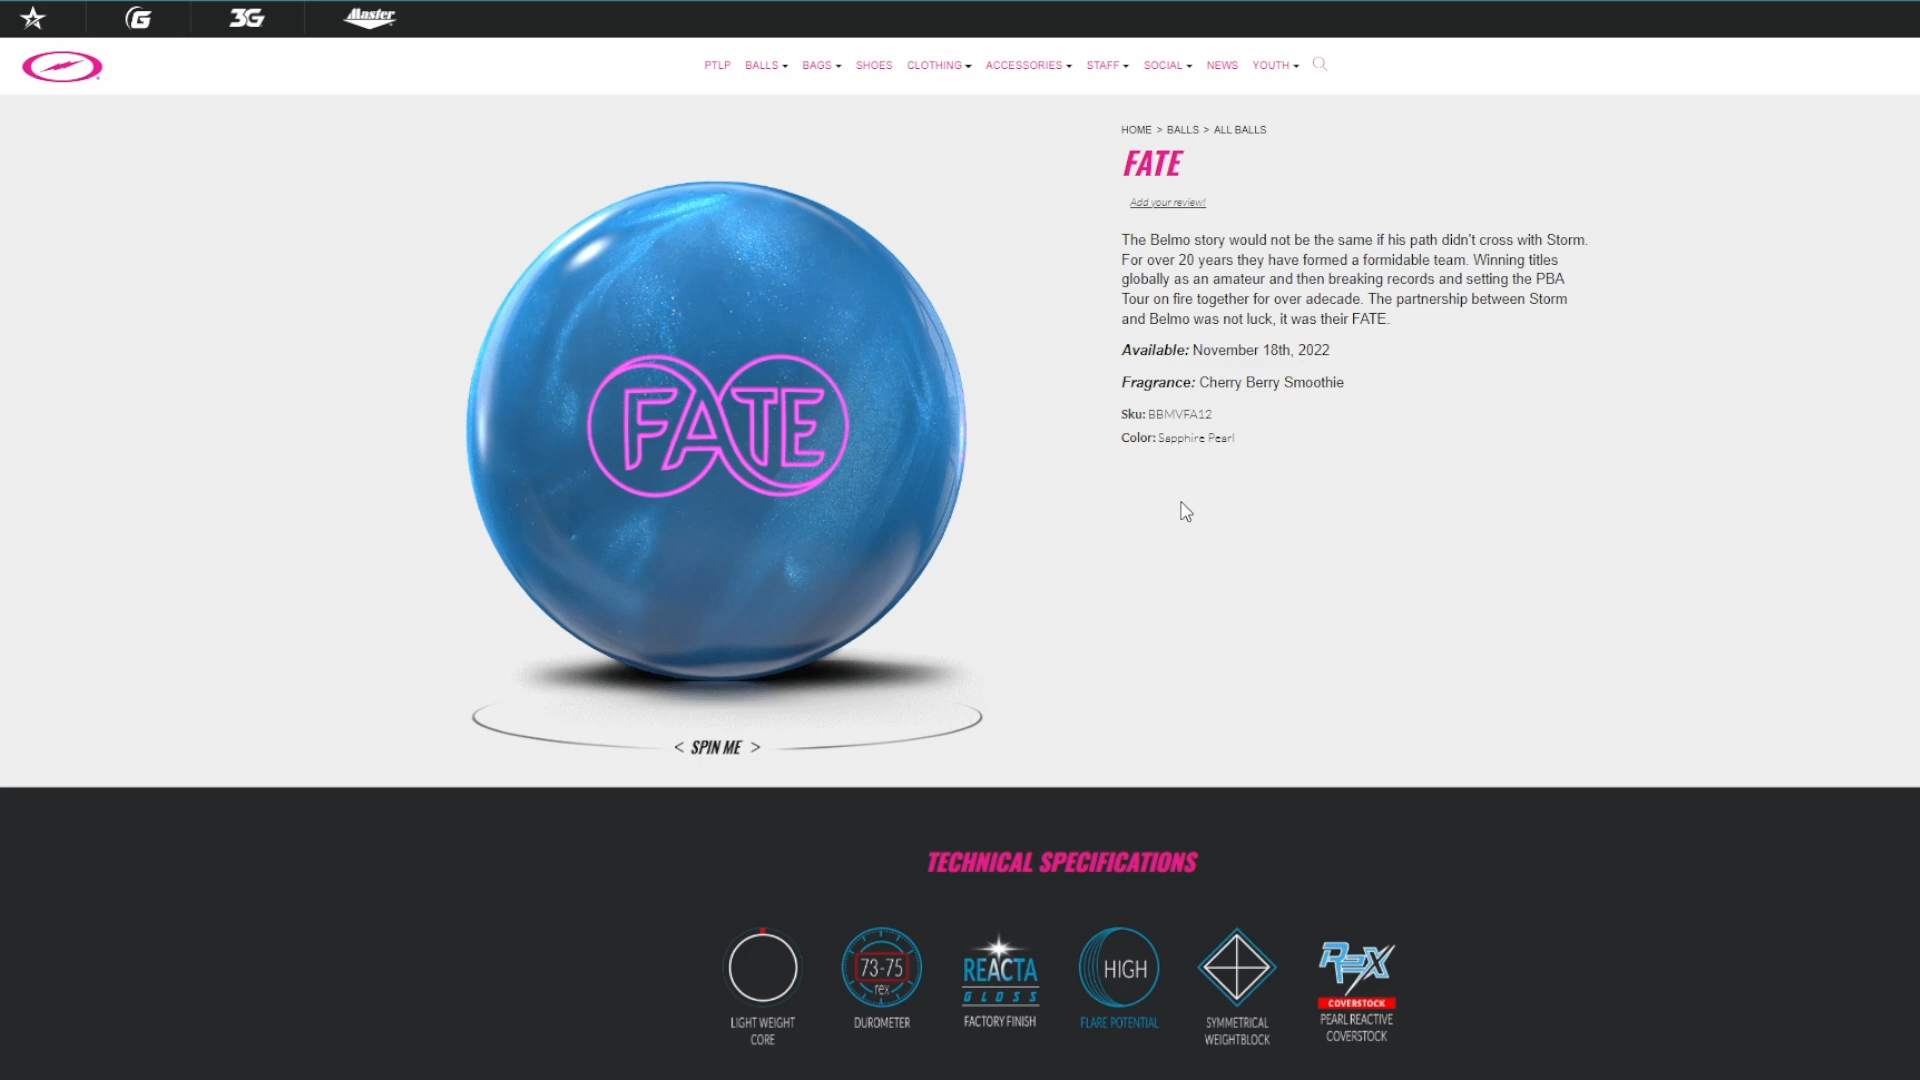 G 3G Master
PTLP BALLS BAGS SHOES CLOTHING ACCESSORIES STAFF SOCIAL NEWS YOUTH
HOME > BALLS > ALL BALLS
FATE
Add your review!
The Belmo story would not be the same if his path didn't cross with Storm.
For over 20 years they have formed a formidable team. Winning titles
globally as an amateur and then breaking records and setting the PBA
Tour on fire together for over adecade. The partnership between Storm
and Belmo was not luck, it was their FATE.
Available: November 18th, 2022
Fragrance: Cherry Berry Smoothie
Sku: BBMVFA12
Color: Sapphire Pearl
FATE
< SPIN ME >
TECHNICAL SPECIFICATIONS
LIGHT WEIGHT
CORE
73-75
rex
DUROMETER
REACTA
GLOSS
FACTORY FINISH
HIGH
FLARE POTENTIAL
SYMMETRICAL
WEIGHTBLOCK
REX
COVERSTOCK
PEARL REACTIVE
COVERSTOCK